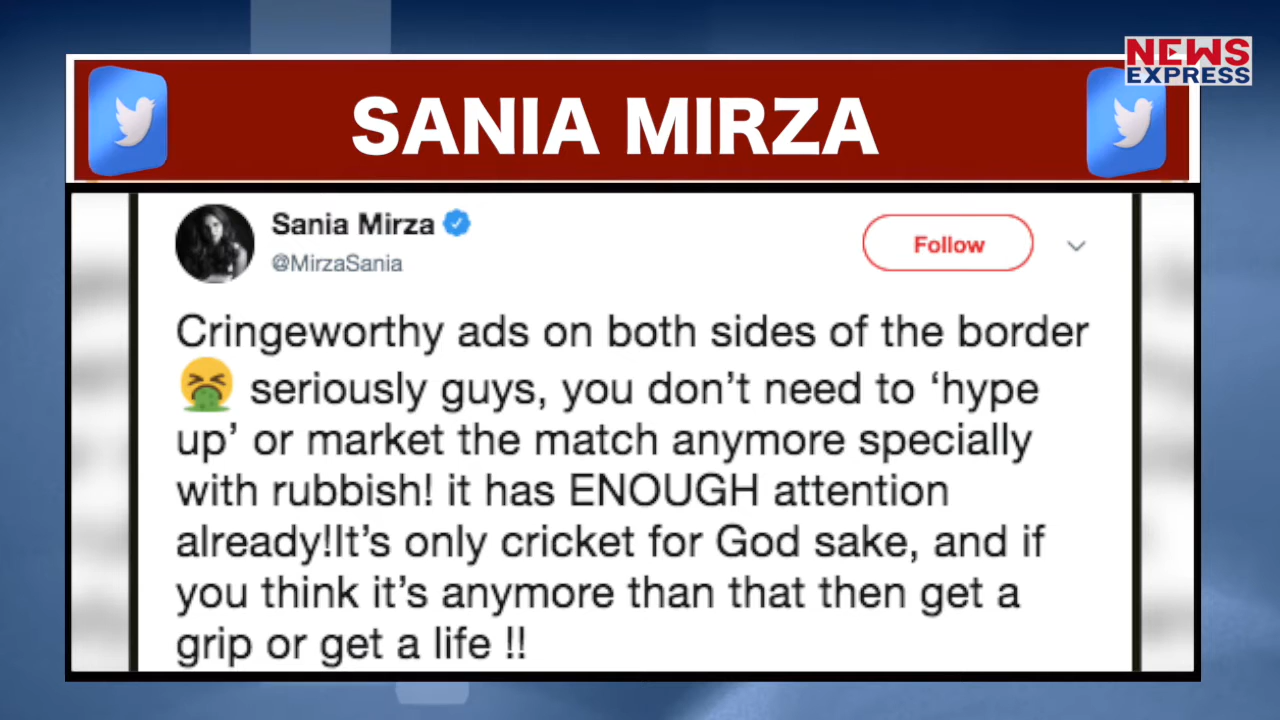 NEWS
EXPRESS
SANIA MIRZA
Sania Mirza
@MirzaSania
Follow
Cringeworthy ads on both sides of the border
🤮 seriously guys, you don’t need to ‘hype
up’ or market the match anymore specially
with rubbish! it has ENOUGH attention
already!It’s only cricket for God sake, and if
you think it’s anymore than that then get a
grip or get a life !!